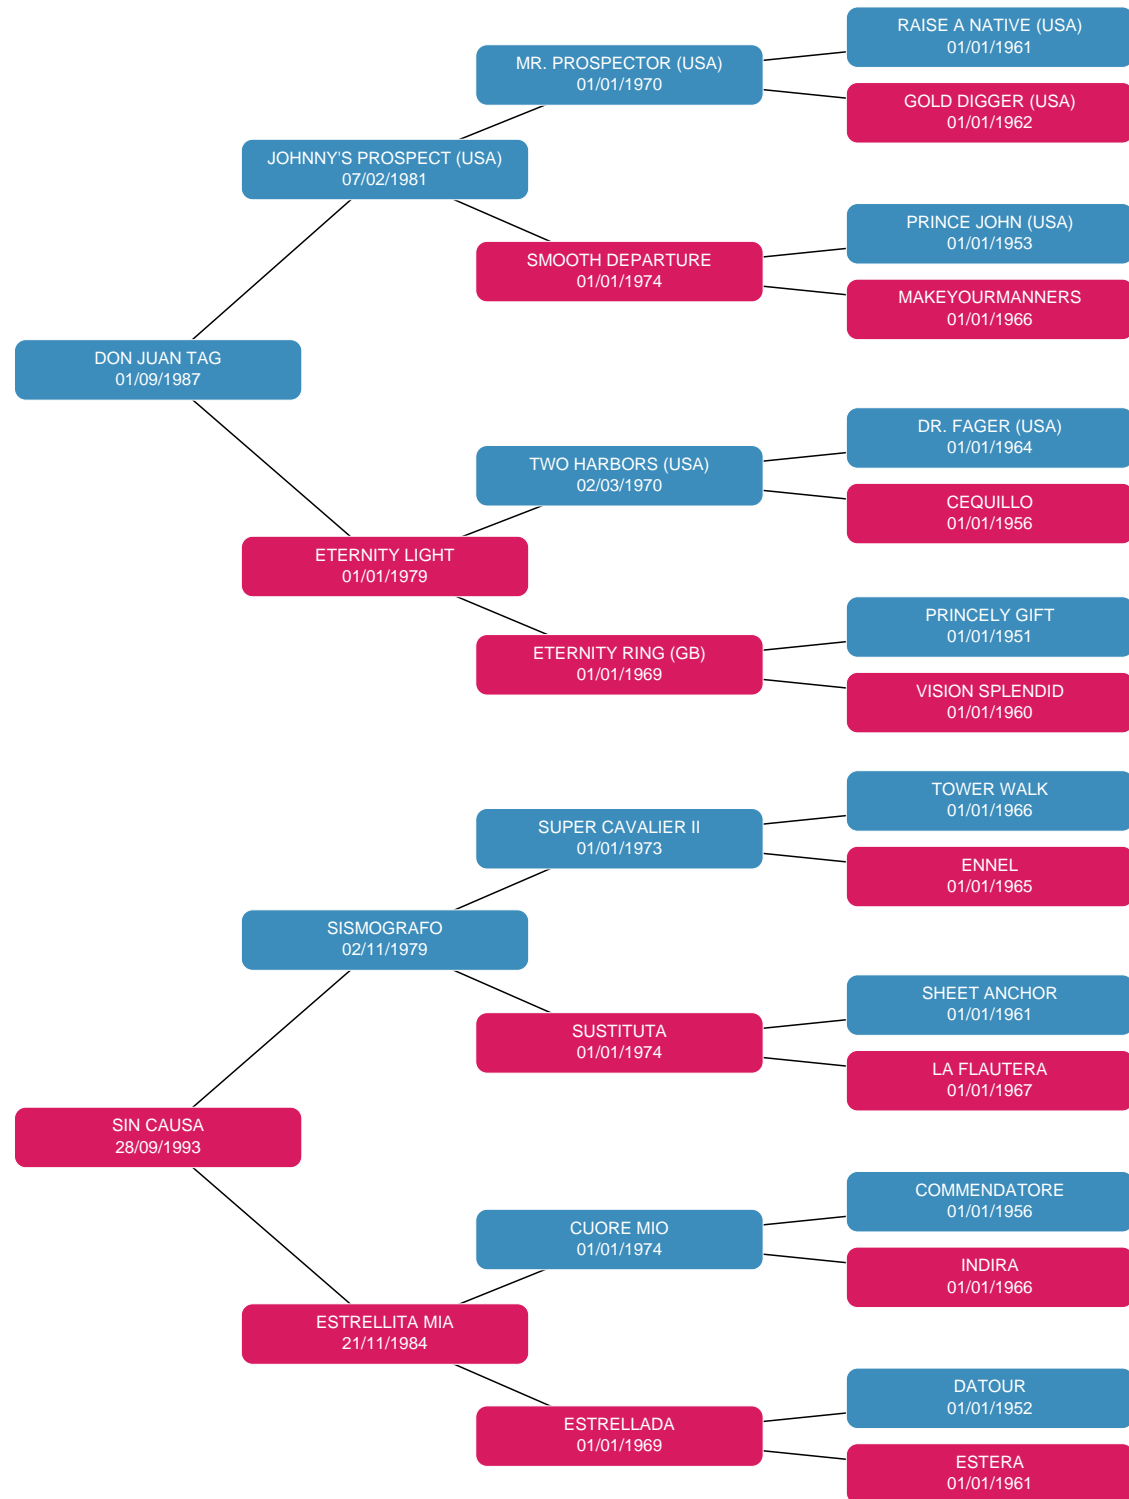 RAISE A NATIVE (USA)
01/01/1961
MR. PROSPECTOR (USA)
01/01/1970
GOLD DIGGER (USA)
01/01/1962
JOHNNY'S PROSPECT (USA)
07/02/1981
PRINCE JOHN (USA)
01/01/1953
SMOOTH DEPARTURE
01/01/1974
MAKEYOURMANNERS
01/01/1966
DON JUAN TAG
01/09/1987
DR. FAGER (USA)
01/01/1964
TWO HARBORS (USA)
02/03/1970
CEQUILLO
01/01/1956
ETERNITY LIGHT
01/01/1979
PRINCELY GIFT
01/01/1951
ETERNITY RING (GB)
01/01/1969
VISION SPLENDID
01/01/1960
TOWER WALK
01/01/1966
SUPER CAVALIER II
01/01/1973
ENNEL
01/01/1965
SISMOGRAFO
02/11/1979
SHEET ANCHOR
01/01/1961
SUSTITUTA
01/01/1974
LA FLAUTERA
01/01/1967
SIN CAUSA
28/09/1993
COMMENDATORE
01/01/1956
CUORE MIO
01/01/1974
INDIRA
01/01/1966
ESTRELLITA MIA
21/11/1984
DATOUR
01/01/1952
ESTRELLADA
01/01/1969
ESTERA
01/01/1961